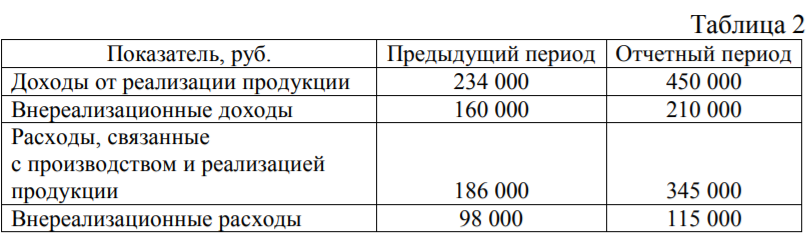 Таблица 2
Показатель, руб. Предыдущий период Отчетный период
Доходы от реализации продукции 234 000 450 000
Внереализационные доходы 160 000 210 000
Расходы, связанные
с производством и реализацией
продукции 186 000 345 000
Внереализационные расходы 98 000 115 000